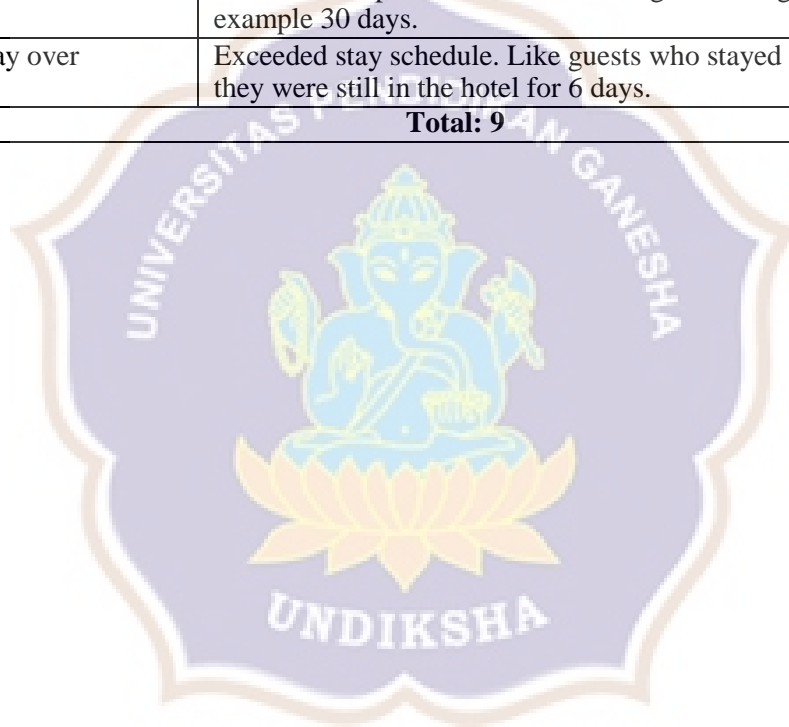 example 30 days.
ay over
Exceeded stay schedule. Like guests who stayed
they were still in the hotel for 6 days.
Total: 9
UNIVERSITAS PENDIDIKAN GANESHA
UNDIKSHA